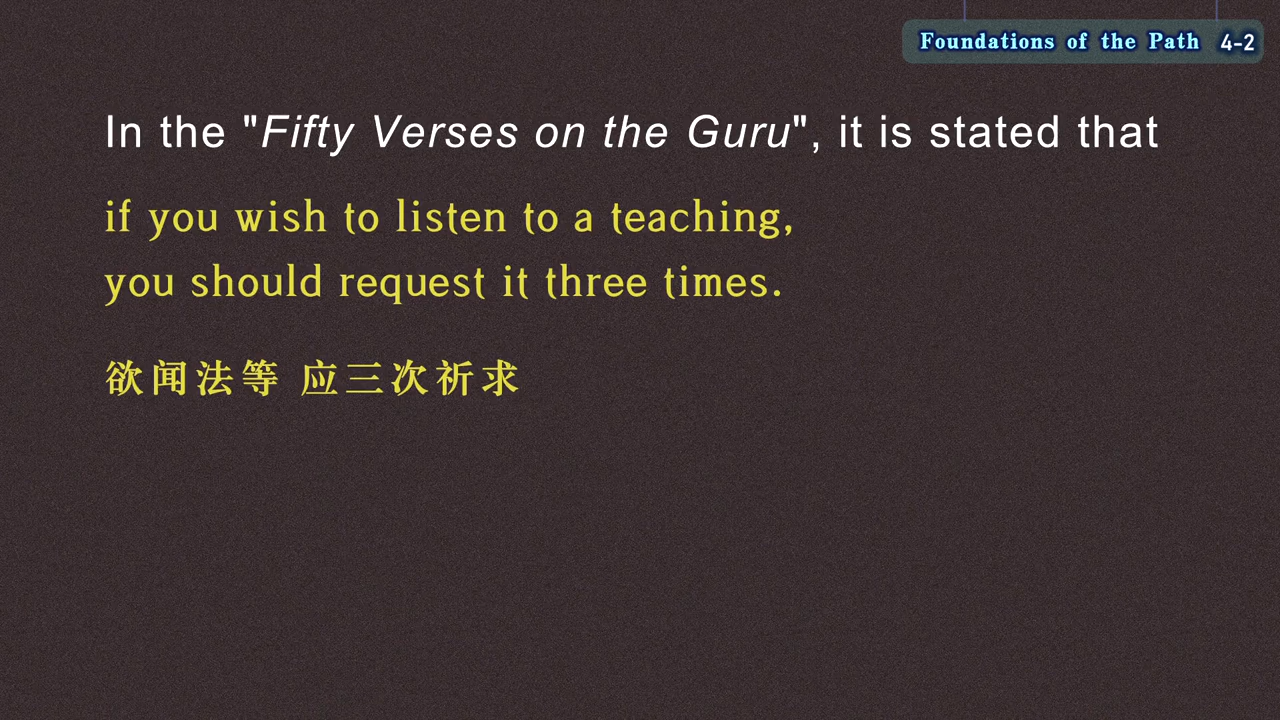 Foundations of the Path 4-2
In the "Fifty Verses on the Guru", it is stated that
if you wish to listen to a teaching,
you should request it three times.
欲闻法等 应三次祈求